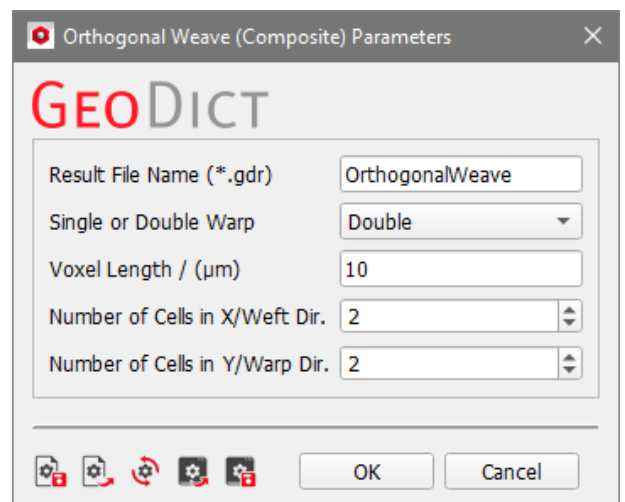 Orthogonal Weave (Composite) Parameters
GEODICT
Result File Name (*.gdr) OrthogonalWeave
Single or Double Warp Double
Voxel Length / (µm) 10
Number of Cells in X/Weft Dir. 2
Number of Cells in Y/Warp Dir. 2
OK Cancel